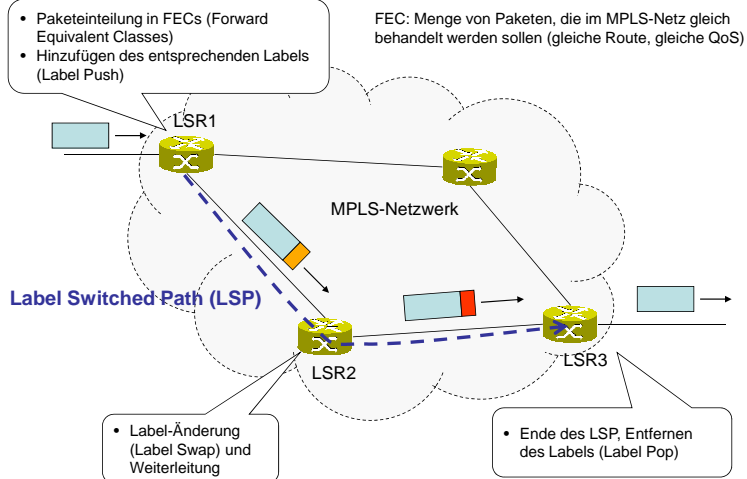 • Paketeinteilung in FECs (Forward
Equivalent Classes)
• Hinzufügen des entsprechenden Labels
(Label Push)
FEC: Menge von Paketen, die im MPLS-Netz gleich
behandelt werden sollen (gleiche Route, gleiche QoS)
LSR1
MPLS-Netzwerk
Label Switched Path (LSP)
LSR2
LSR3
• Label-Änderung
(Label Swap) und
Weiterleitung
• Ende des LSP, Entfernen
des Labels (Label Pop)